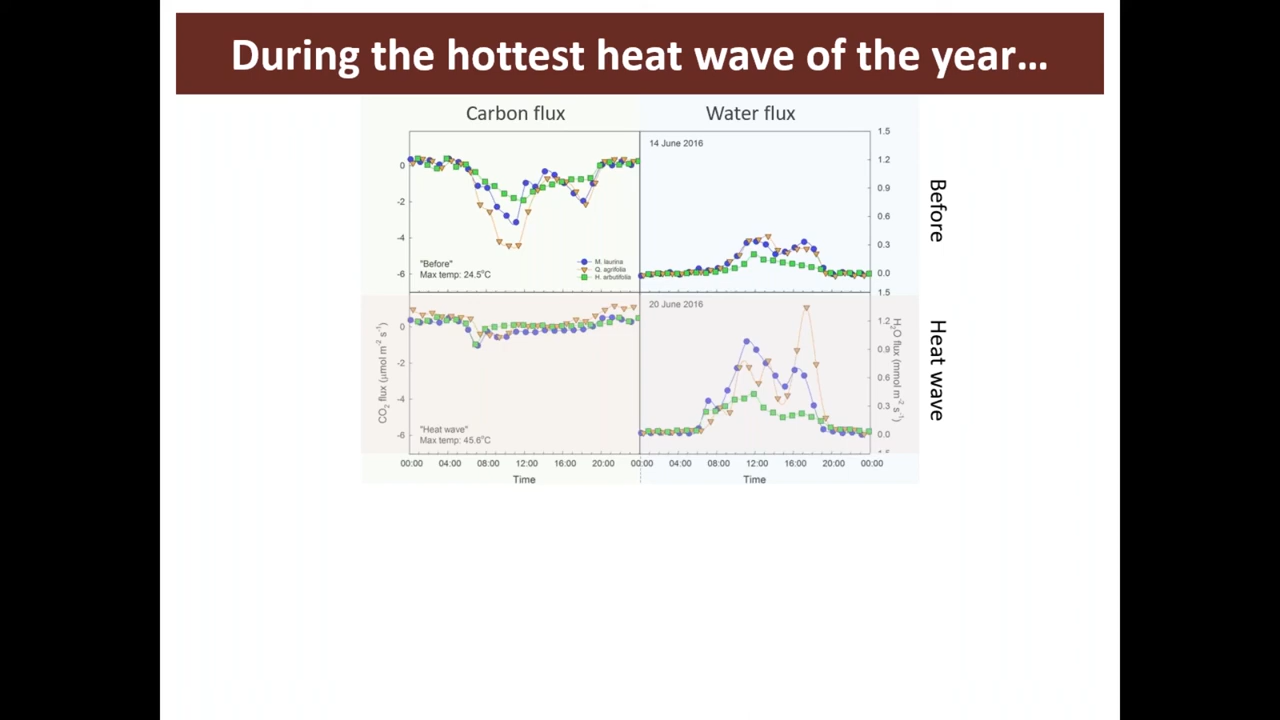 During the hottest heat wave of the year...
Carbon flux
Water flux
14 June 2016
"Before"
Max temp: 24.5°C
M. laurina
Q. agrifolia
H. arbutifolia
0
-2
-4
-6
1.5
1.2
0.9
0.6
0.3
0.0
1.5
Before
20 June 2016
"Heat wave"
Max temp: 45.6°C
CO₂ flux (μmol m⁻² s⁻¹)
0
-2
-4
-6
1.2
0.9
0.6
0.3
0.0
H₂O flux (mmol m⁻² s⁻¹)
Heat wave
00:00 04:00 08:00 12:00 16:00 20:00 00:00 04:00 08:00 12:00 16:00 20:00 00:00
Time
Time